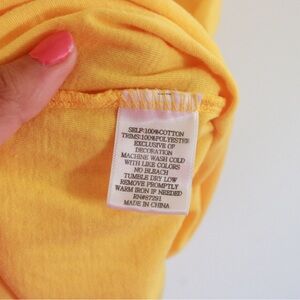 SELF:100%COTTON
TRIMS:100%POLYESTER
EXCLUSIVE OF
DECORATION
MACHINE WASH COLD
WITH LIKE COLORS
NO BLEACH
TUMBLE DRY LOW
REMOVE PROMPTLY
WARM IRON IF NEEDED
RN#87291
MADE IN CHINA